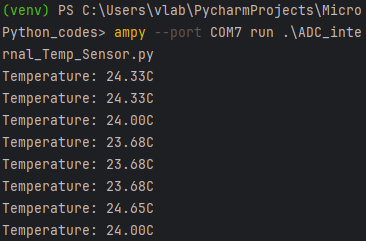 (venv) PS C:\Users\vlab\PycharmProjects\Micro
Python_codes> ampy --port COM7 run .\ADC_inte
rnal_Temp_Sensor.py
Temperature: 24.33C
Temperature: 24.33C
Temperature: 24.00C
Temperature: 23.68C
Temperature: 23.68C
Temperature: 23.68C
Temperature: 24.65C
Temperature: 24.00C